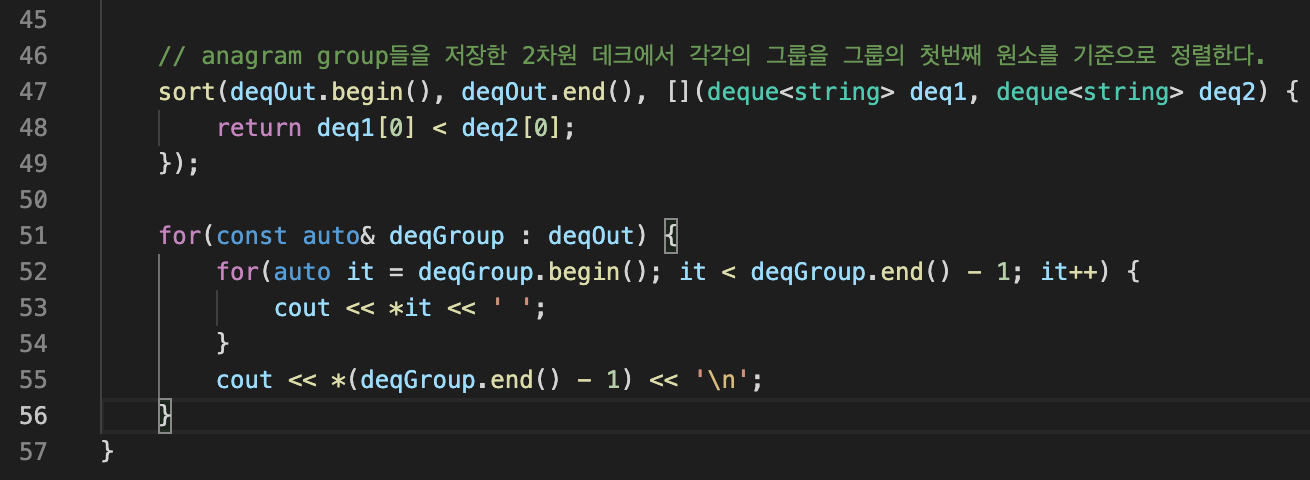 45
46 // anagram group들을 저장한 2차원 데크에서 각각의 그룹을 그룹의 첫번째 원소를 기준으로 정렬한다.
47 sort(deqOut.begin(), deqOut.end(), [](deque<string> deq1, deque<string> deq2) {
48 return deq1[0] < deq2[0];
49 });
50
51 for(const auto& deqGroup : deqOut) {
52 for(auto it = deqGroup.begin(); it < deqGroup.end() - 1; it++) {
53 cout << *it << ' ';
54 }
55 cout << *(deqGroup.end() - 1) << '\n';
56 }
57 }